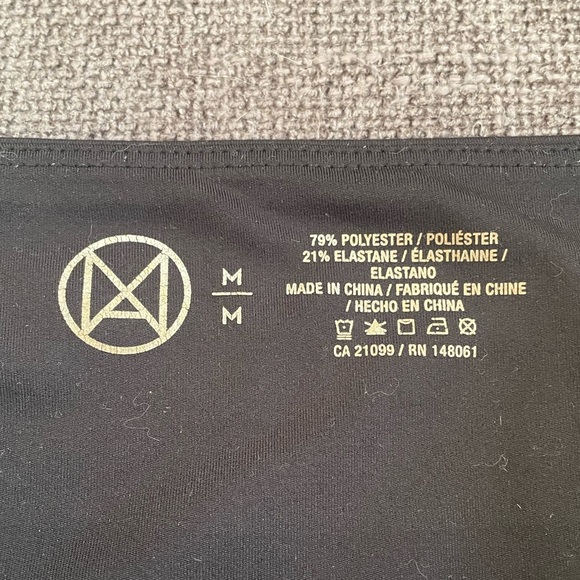 M
M
79% POLYESTER / POLIÉSTER
21% ELASTANE / ÉLASTHANNE /
ELASTANO
MADE IN CHINA / FABRIQUÉ EN CHINE
/ HECHO EN CHINA
CA 21099 / RN 148061